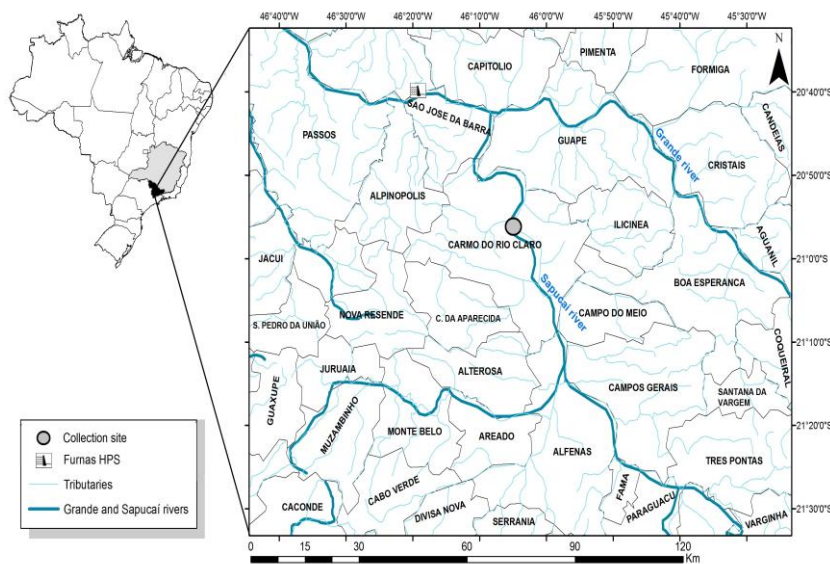 46°40'0"W 46°30'0"W 46°20'0"W 46°10'0"W 46°0'0"W 45°50'0"W 45°40'0"W 45°30'0"W
N
PIMENTA
CAPITOLIO
FORMIGA
20°40'0"S
SAO JOSE DA BARRA
CANDEIAS
PASSOS
GUAPE
Grande river
CRISTAIS
20°50'0"S
ALPINOPOLIS
ILICINEA
CARMO DO RIO CLARO
AGUANIL
JACUI
21°0'0"S
BOA ESPERANCA
Sapucaí river
NOVA RESENDE
C. DA APARECIDA
CAMPO DO MEIO
S. PEDRO DA UNIÃO
21°10'0"S
COQUEIRAL
JURUAIA
ALTEROSA
GUAXUPE
CAMPOS GERAIS
SANTANA DA
VARGEM
MUZAMBINHO
21°20'0"S
MONTE BELO
AREADO
ALFENAS
TRES PONTAS
CABO VERDE
FAMA
PARAGUACU
CACONDE
DIVISA NOVA
SERRANIA
VARGINHA
21°30'0"S
Collection site
Furnas HPS
Tributaries
Grande and Sapucaí rivers
0 15 30 60 90 120
Km